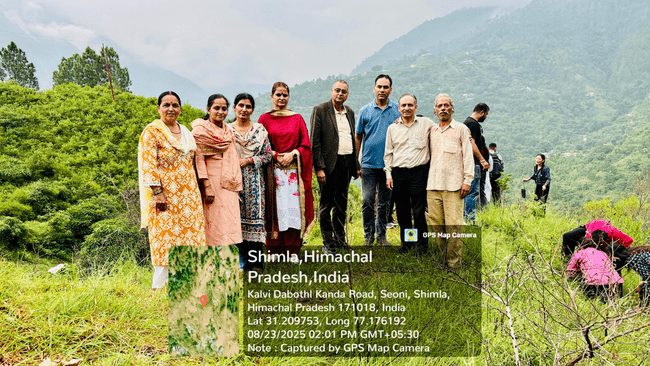 GPS Map Camera
Shimla,Himachal
Pradesh,India
Kalvi Dabothl Kanda Road, Seoni, Shimla,
Himachal Pradesh 171018, India
Lat 31.209753, Long 77.176192
08/23/2025 02:01 PM GMT+05:30
Note : Captured by GPS Map Camera